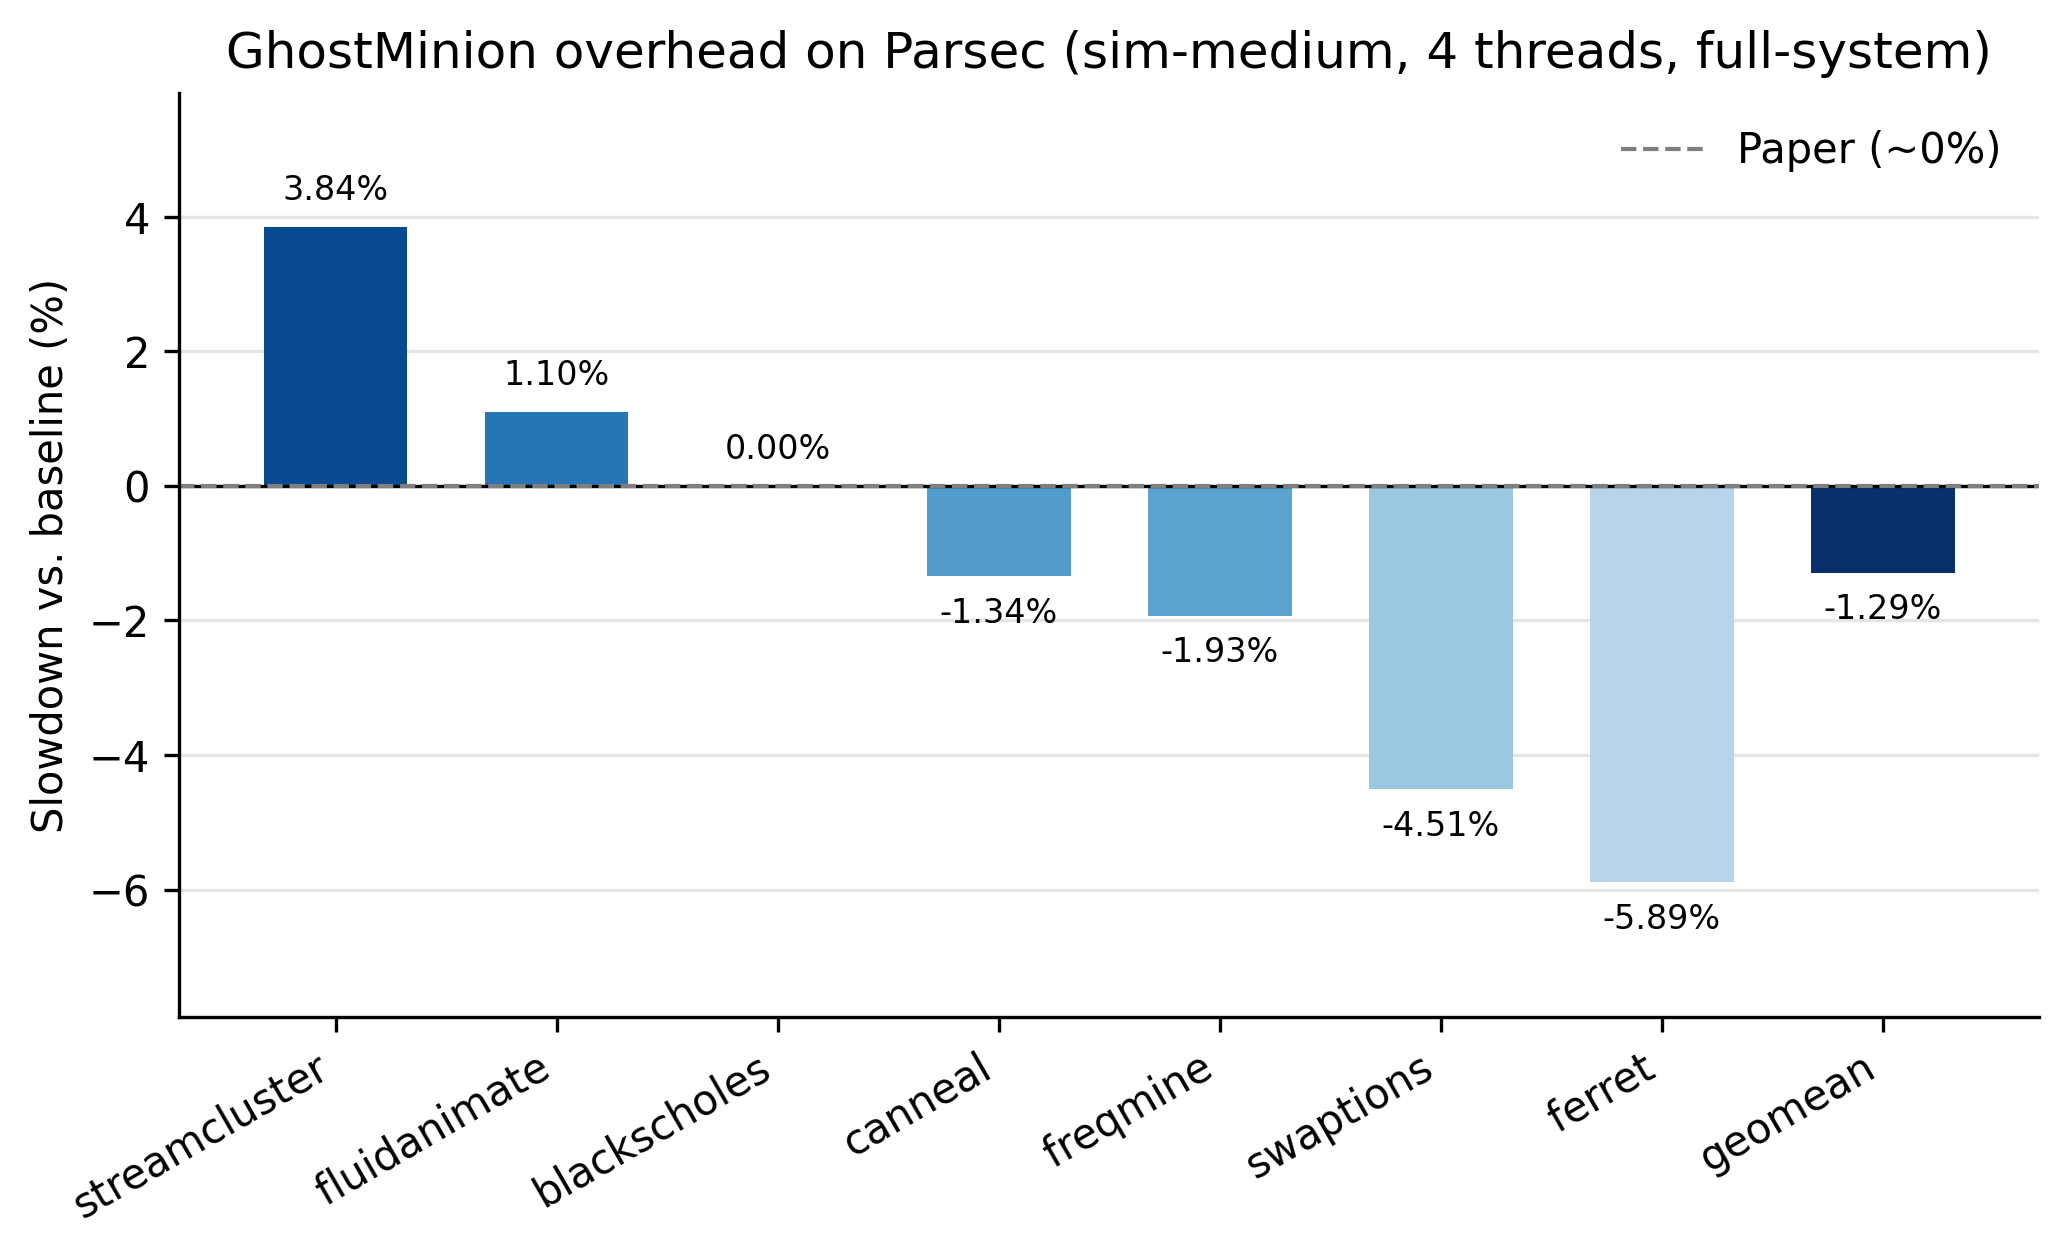 GhostMinion overhead on Parsec (sim-medium, 4 threads, full-system)
Paper (~0%)
Slowdown vs. baseline (%)
4
2
0
−2
−4
−6
3.84%
1.10%
0.00%
-1.34%
-1.93%
-4.51%
-5.89%
-1.29%
streamcluster
fluidanimate
blackscholes
canneal
freqmine
swaptions
ferret
geomean